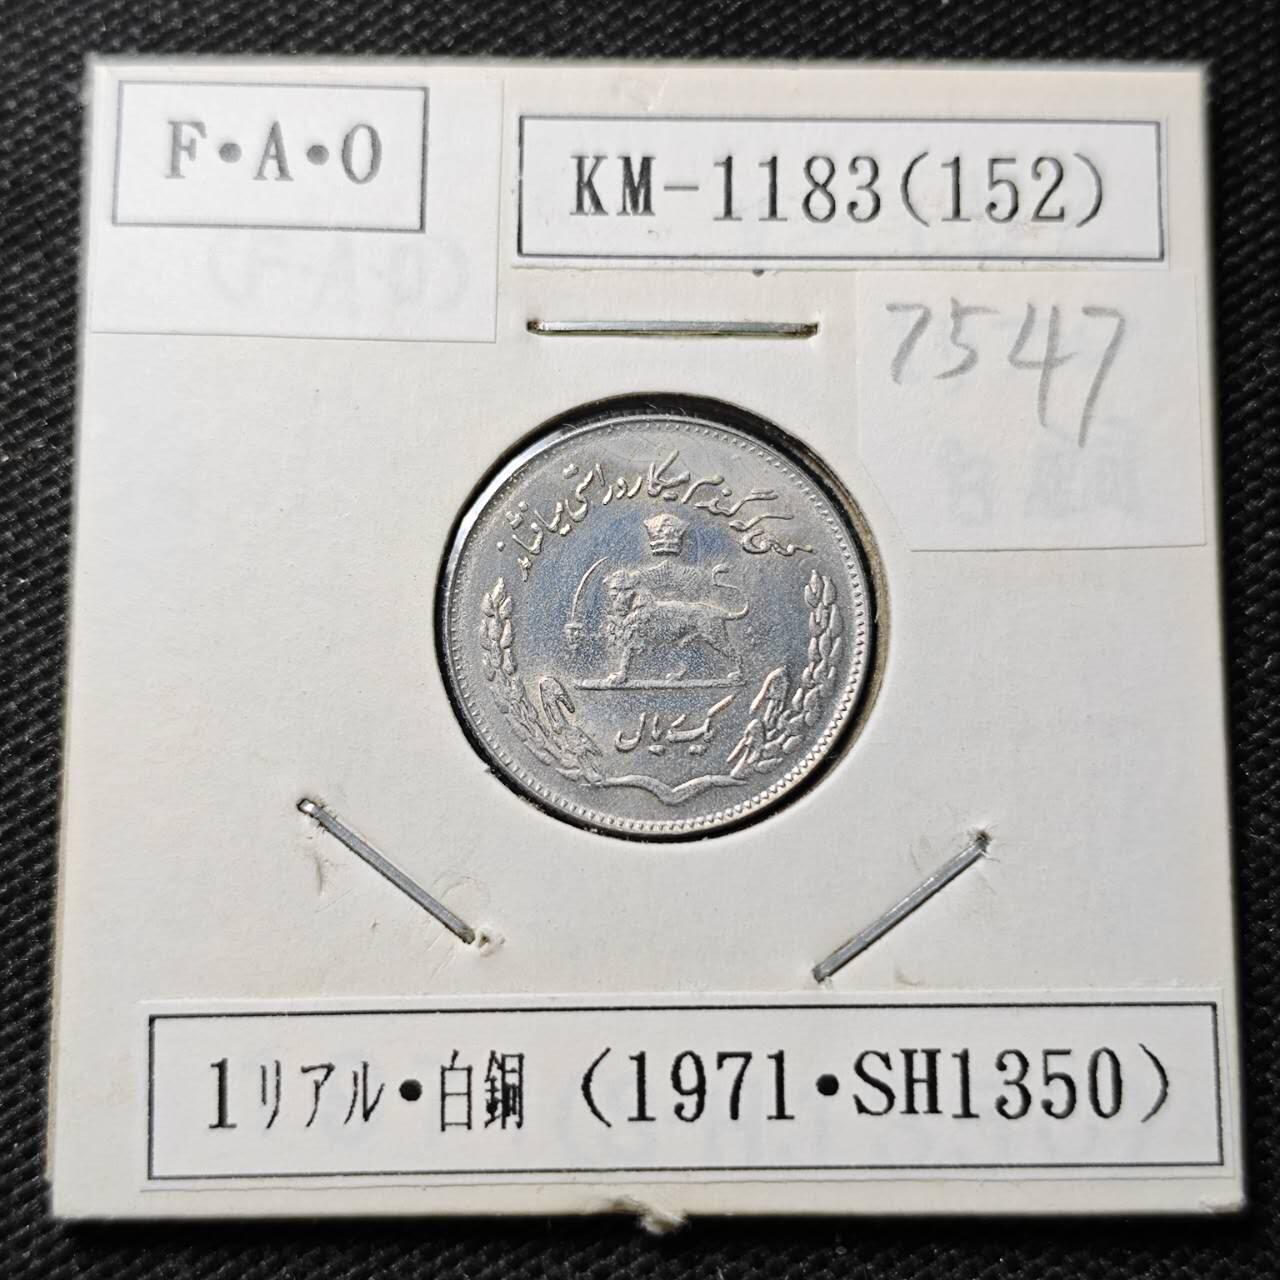 F・A・O
KM-1183(152)
7547
یک ریال
1リアル・白銅 (1971・SH1350)